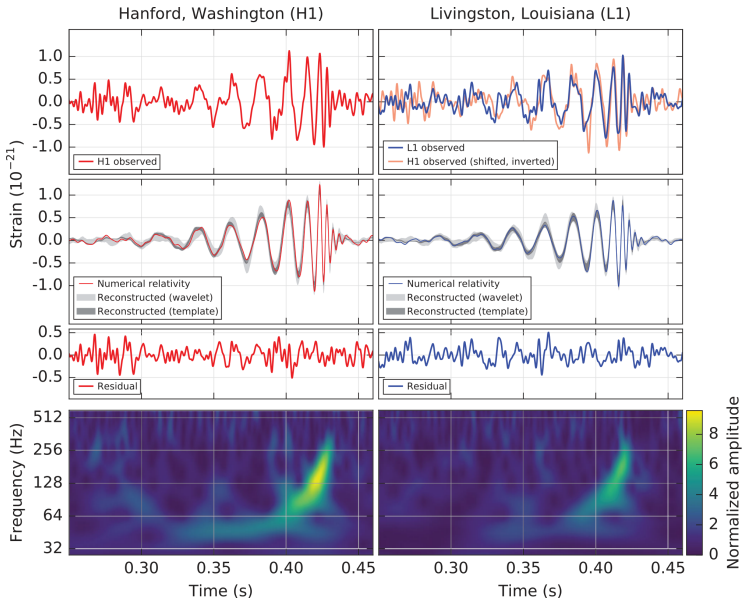 Hanford, Washington (H1)
Livingston, Louisiana (L1)
Strain (10⁻²¹)
1.0
0.5
0.0
-0.5
-1.0
H1 observed
L1 observed
H1 observed (shifted, inverted)
1.0
0.5
0.0
-0.5
-1.0
Numerical relativity
Reconstructed (wavelet)
Reconstructed (template)
Numerical relativity
Reconstructed (wavelet)
Reconstructed (template)
0.5
0.0
-0.5
Residual
Residual
Frequency (Hz)
512
256
128
64
32
0.30
0.35
0.40
0.45
Time (s)
0.30
0.35
0.40
0.45
Time (s)
8
6
4
2
0
Normalized amplitude